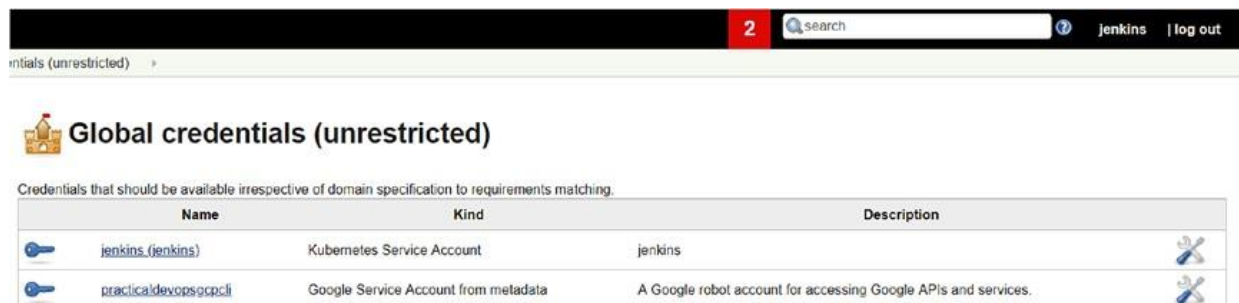 2 search ? jenkins | log out
ntials (unrestricted)
Global credentials (unrestricted)
Credentials that should be available irrespective of domain specification to requirements matching.
Name Kind Description
jenkins (jenkins) Kubernetes Service Account jenkins
practicaldevopsgcpcli Google Service Account from metadata A Google robot account for accessing Google APIs and services.